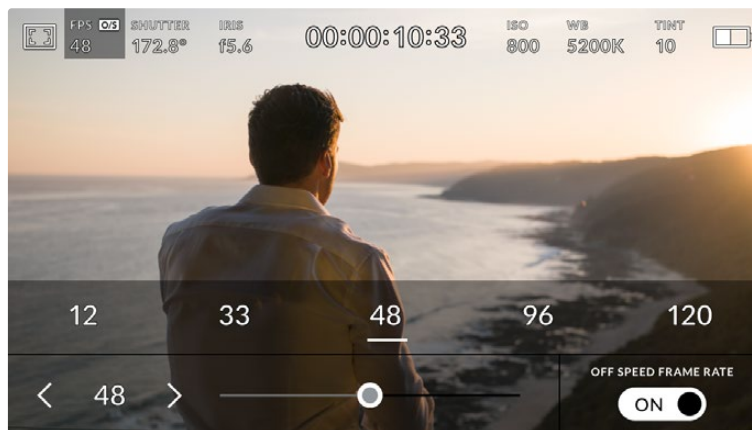 FPS O/S SHUTTER IRIS 00:00:10:33 ISO WB TINT
48 172.8° f5.6 800 5200K 10
12 33 48 96 120
OFF SPEED FRAME RATE
48 ON